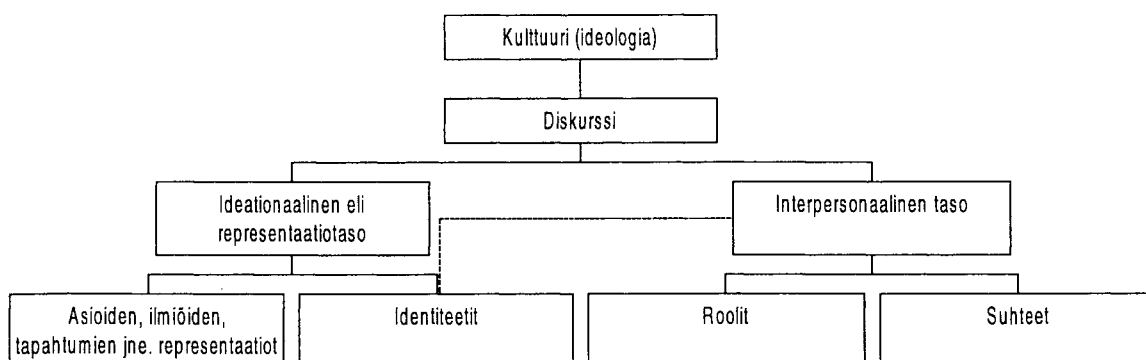 Kulttuuri (ideologia)
Diskurssi
Ideationaalinen eli
representaatiotaso
Interpersonaalinen taso
Asioiden, ilmiöiden,
tapahtumien jne. representaatiot
Identiteetit
Roolit
Suhteet